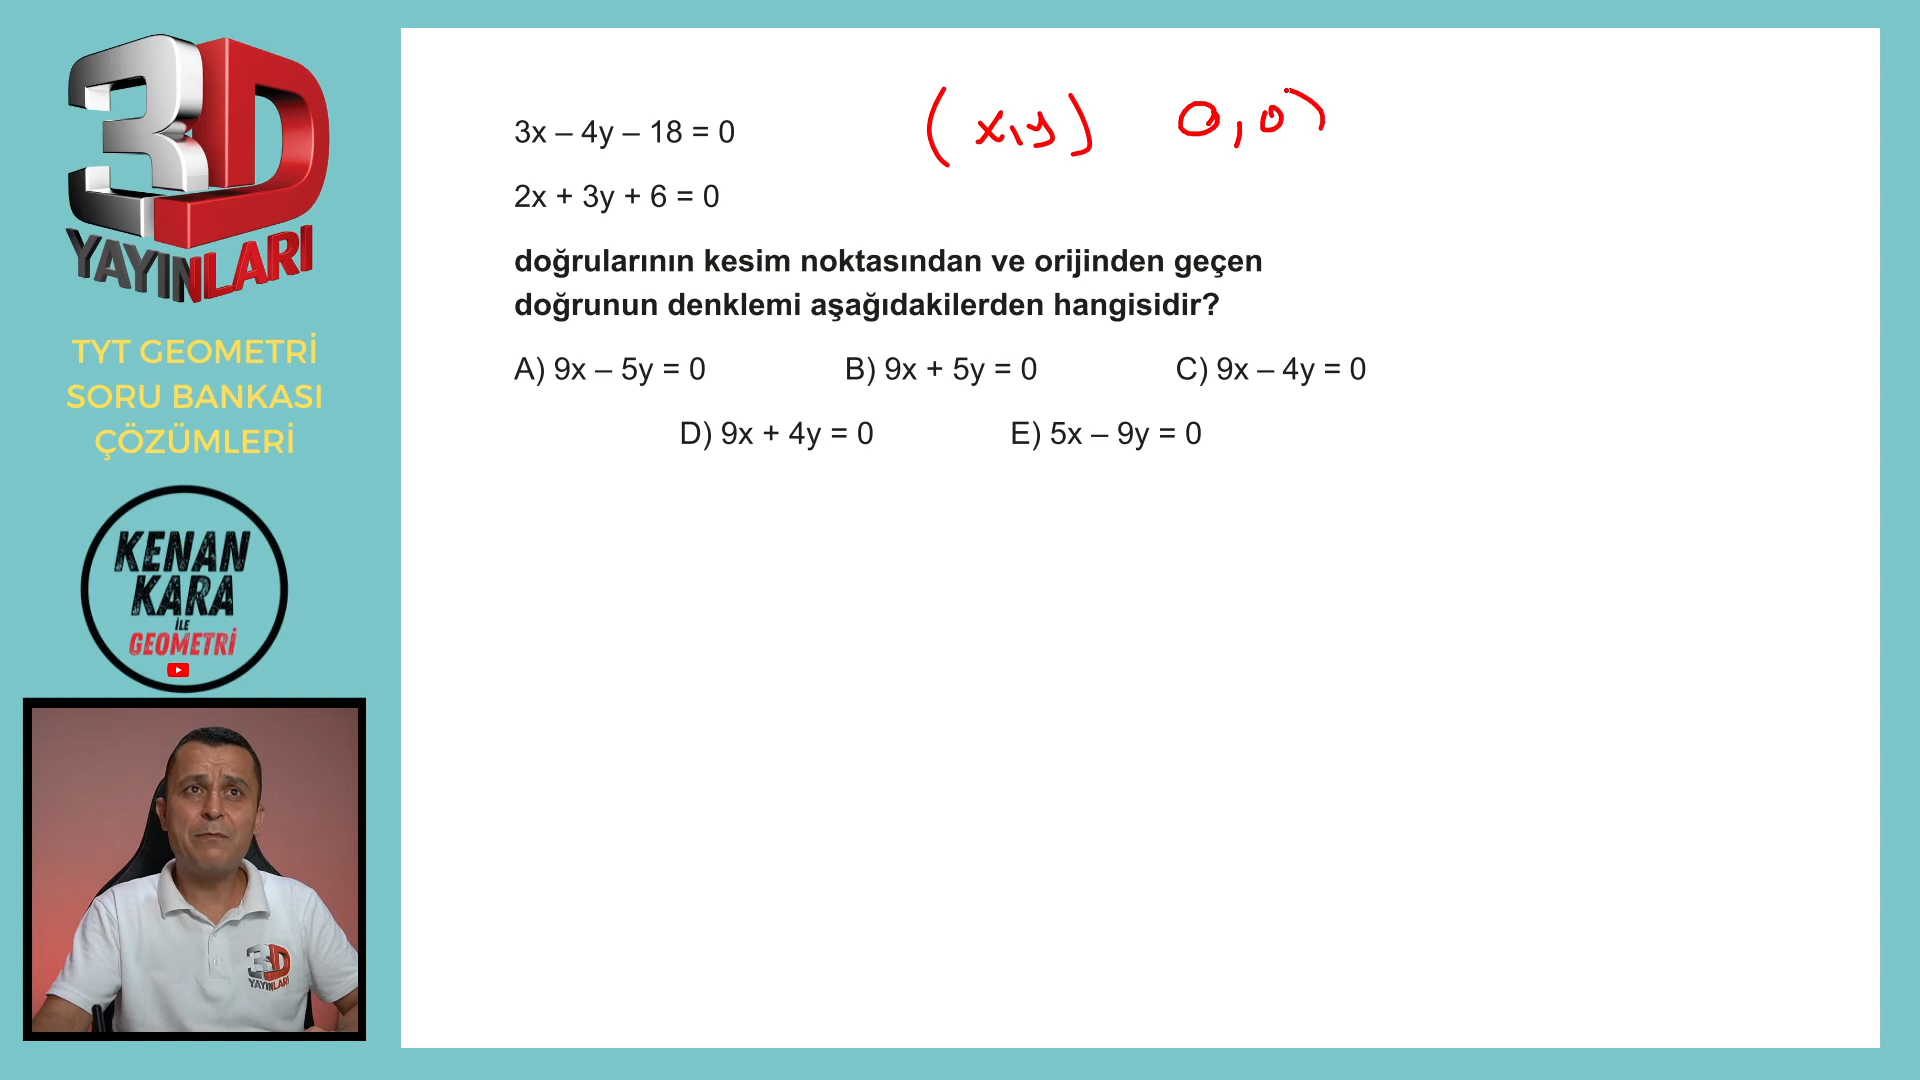 3D
YAYINLARI
TYT GEOMETRİ
SORU BANKASI
ÇÖZÜMLERİ
KENAN
KARA
İLE
GEOMETRİ
3D
YAYINLARI
3x – 4y – 18 = 0
(x,y) 0,0)
2x + 3y + 6 = 0
doğrularının kesim noktasından ve orijinden geçen
doğrunun denklemi aşağıdakilerden hangisidir?
A) 9x – 5y = 0 B) 9x + 5y = 0 C) 9x – 4y = 0
D) 9x + 4y = 0 E) 5x – 9y = 0